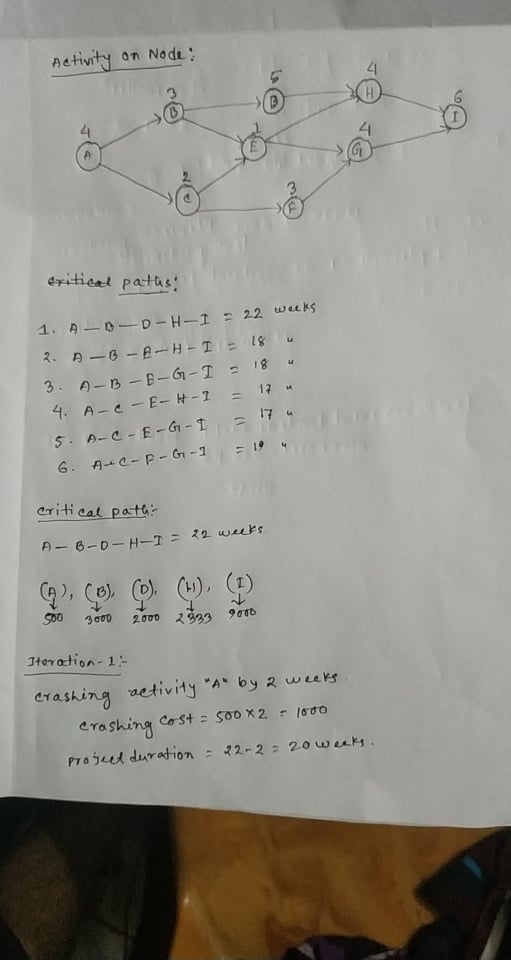 Activity on Node:
5
4
3
B
H
6
B
I
4
1
4
A
E
G
2
3
C
F
critical paths:
1. A — B — D — H — I = 22 weeks
2. A — B — E — H — I = 18 "
3. A — B — E — G — I = 18 "
4. A — C — E — H — I = 17 "
5. A — C — E — G — I = 17 "
6. A — C — F — G — I = 19 "
critical path:-
A — B — D — H — I = 22 weeks.
(A), (B), (D), (H), (I)
500 3000 2000 2333 9000
Iteration-1:-
crashing activity "A" by 2 weeks.
crashing cost = 500 x 2 = 1000
project duration = 22-2 = 20 weeks.